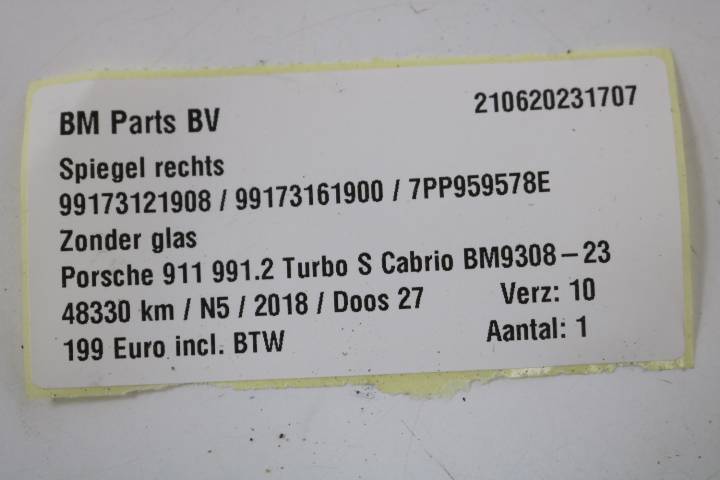 BM Parts BV 210620231707
Spiegel rechts
99173121908 / 99173161900 / 7PP959578E
Zonder glas
Porsche 911 991.2 Turbo S Cabrio BM9308-23
48330 km / N5 / 2018 / Doos 27 Verz: 10
199 Euro incl. BTW Aantal: 1